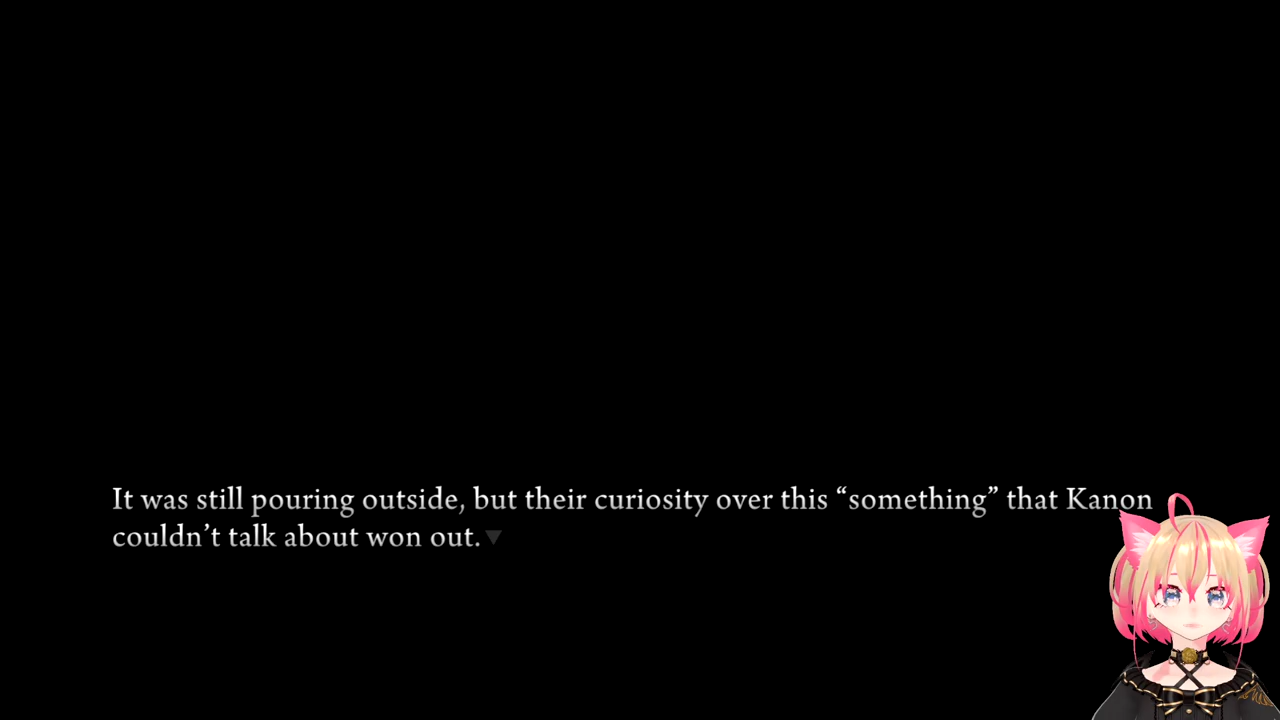 It was still pouring outside, but their curiosity over this “something” that Kanon
couldn’t talk about won out.